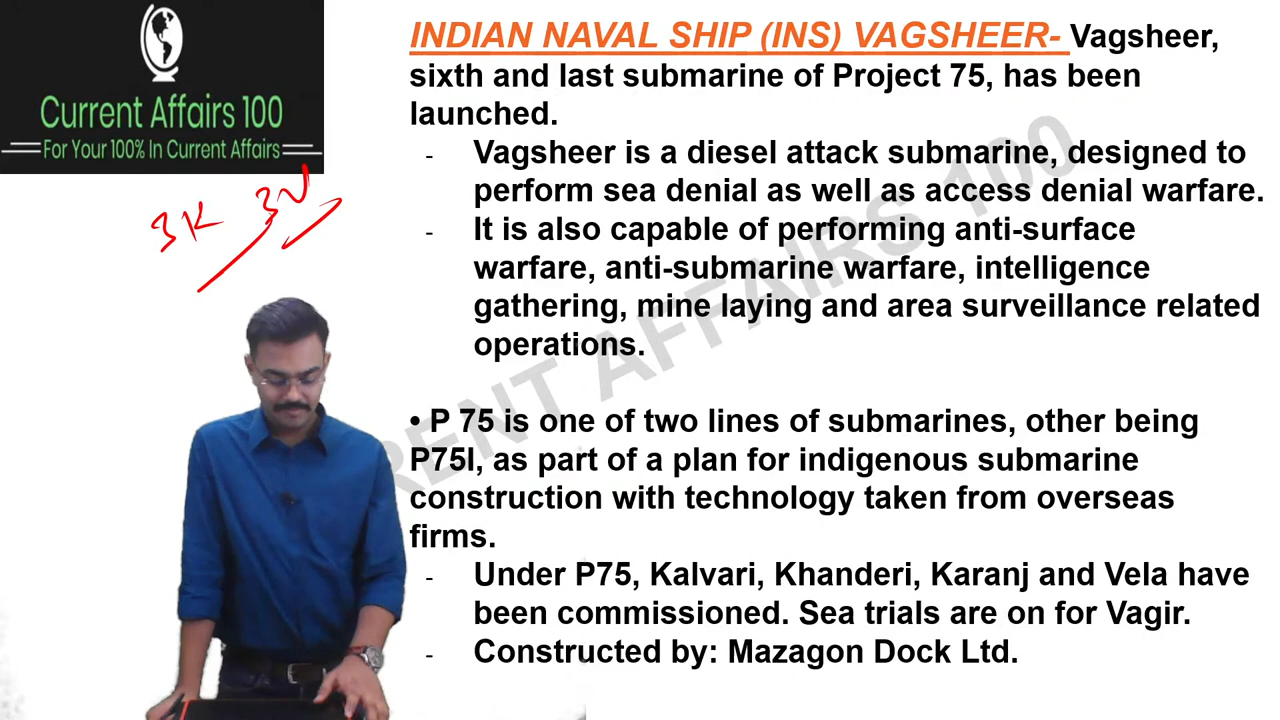 Current Affairs 100
For Your 100% In Current Affairs
3K 3V
INDIAN NAVAL SHIP (INS) VAGSHEER- Vagsheer,
sixth and last submarine of Project 75, has been
launched.
- Vagsheer is a diesel attack submarine, designed to
perform sea denial as well as access denial warfare.
- It is also capable of performing anti-surface
warfare, anti-submarine warfare, intelligence
gathering, mine laying and area surveillance related
operations.
• P 75 is one of two lines of submarines, other being
P75I, as part of a plan for indigenous submarine
construction with technology taken from overseas
firms.
- Under P75, Kalvari, Khanderi, Karanj and Vela have
been commissioned. Sea trials are on for Vagir.
- Constructed by: Mazagon Dock Ltd.
RENT AFFAIRS 100